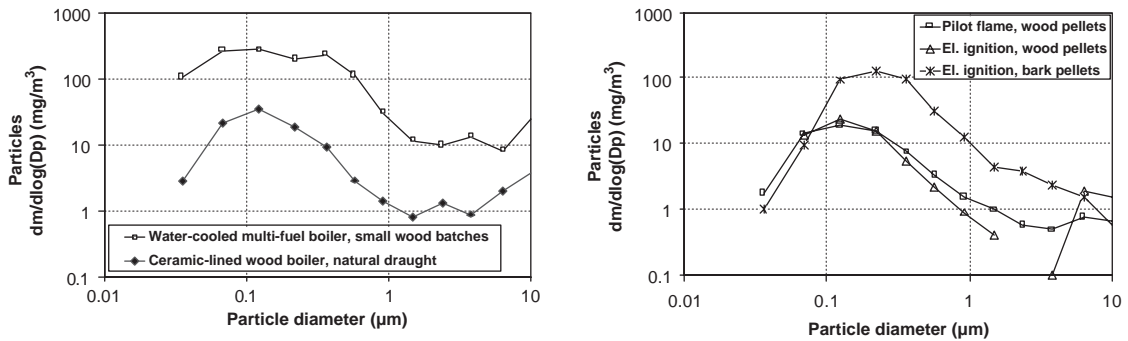 1000
100
10
1
0.1
Particles
dm/dlog(Dp) (mg/m³)
Water-cooled multi-fuel boiler, small wood batches
Ceramic-lined wood boiler, natural draught
0.01
0.1
1
10
Particle diameter (µm)
1000
100
10
1
0.1
Particles
dm/dlog(Dp) (mg/m³)
Pilot flame, wood pellets
El. ignition, wood pellets
El. ignition, bark pellets
0.01
0.1
1
10
Particle diameter (µm)